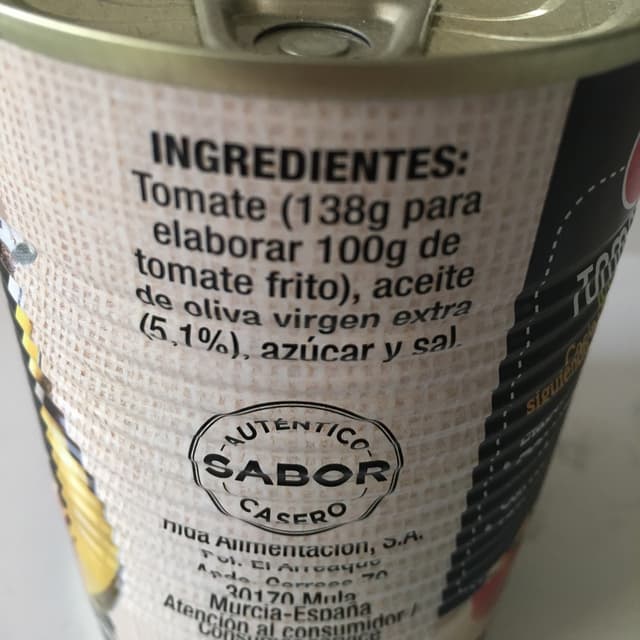 INGREDIENTES:
Tomate (138g para
elaborar 100g de
tomate frito), aceite
de oliva virgen extra
(5,1%), azúcar y sal.
AUTÉNTICO
SABOR
CASERO
Alimentación, S.A.
30170 Mula
Murcia-España
Atención al consumidor /